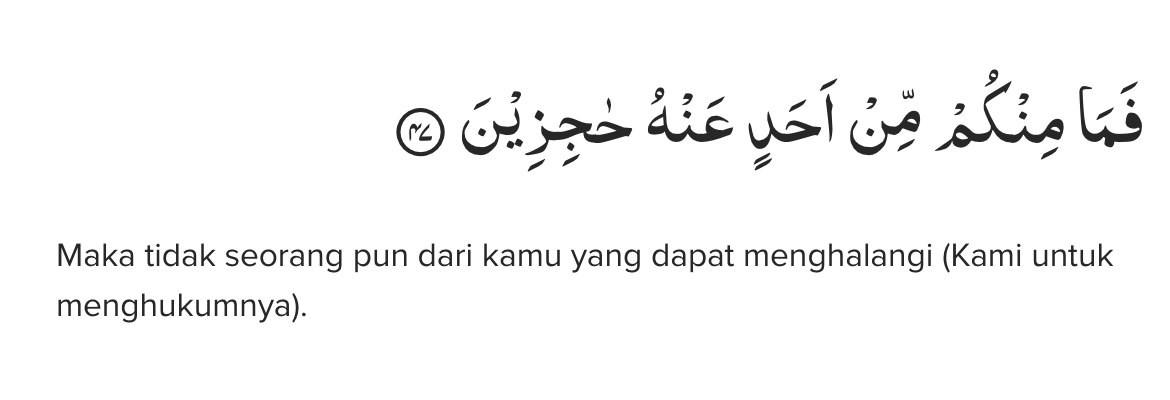 فَمَا مِنْكُمْ مِّنْ اَحَدٍ عَنْهُ حٰجِزِيْنَ ٤٧
Maka tidak seorang pun dari kamu yang dapat menghalangi (Kami untuk
menghukumnya).